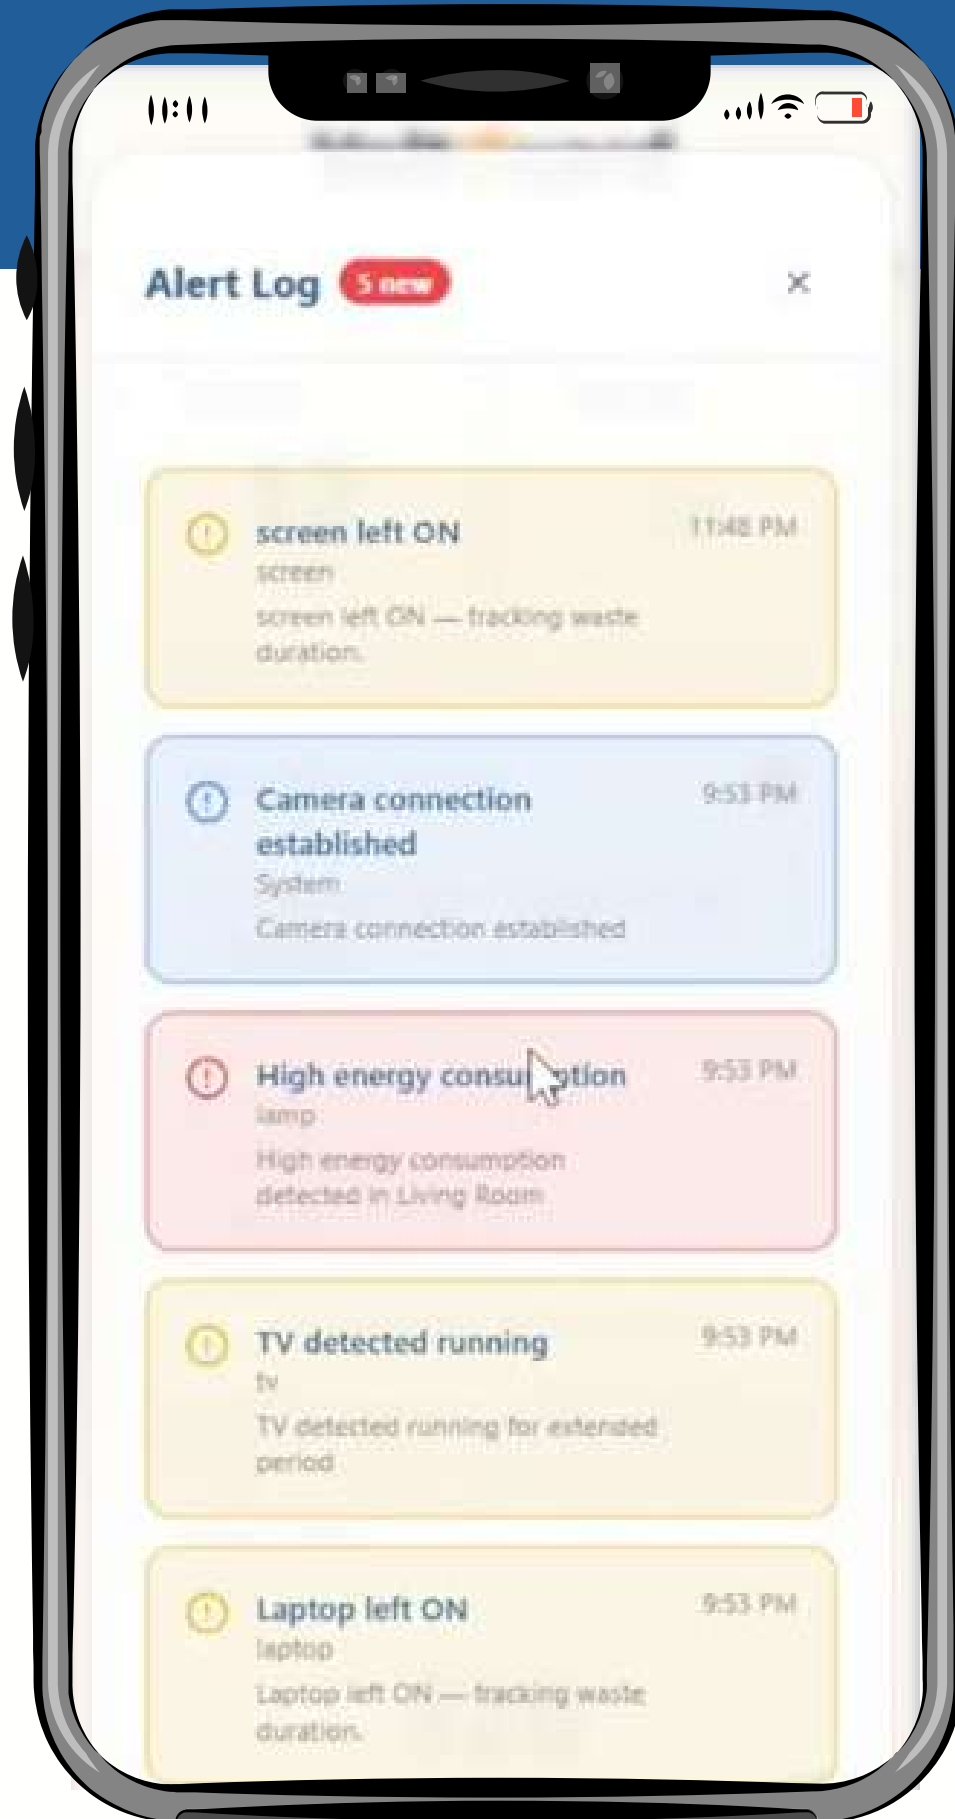 11:11
Alert Log 5 new ×
screen left ON 11:48 PM
screen
screen left ON — tracking waste
duration.
Camera connection 9:53 PM
established
System
Camera connection established
High energy consumption 9:53 PM
lamp
High energy consumption
detected in Living Room
TV detected running 9:53 PM
tv
TV detected running for extended
period
Laptop left ON 9:53 PM
laptop
Laptop left ON — tracking waste
duration.